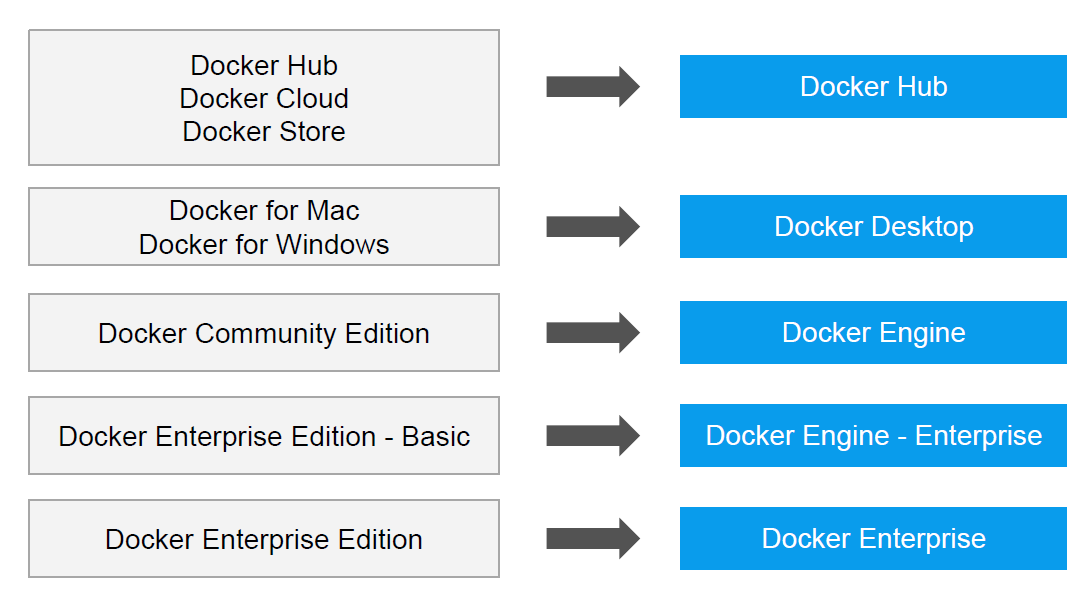 Docker Hub
Docker Cloud
Docker Store
Docker Hub
Docker for Mac
Docker for Windows
Docker Desktop
Docker Community Edition
Docker Engine
Docker Enterprise Edition - Basic
Docker Engine - Enterprise
Docker Enterprise Edition
Docker Enterprise